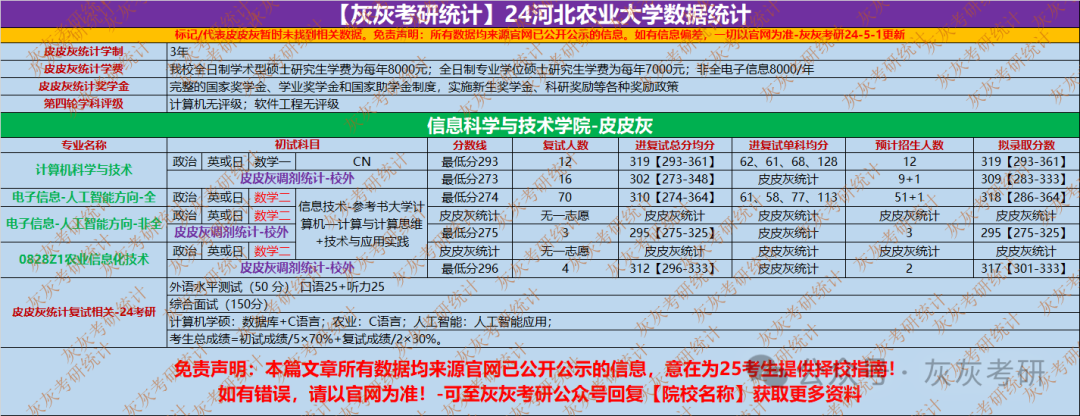 【灰灰考研统计】24河北农业大学数据统计
标记/代表皮皮灰暂时未找到相关数据。免责声明：所有数据均来源官网已公开公示的信息。如有信息偏差，一切以官网为准-灰灰考研24-5-1更新
皮皮灰统计学制 3年
皮皮灰统计学费 我校全日制学术型硕士研究生学费为每年8000元；全日制专业学位硕士研究生学费为每年7000元；非全电子信息8000/年
皮皮灰统计奖学金 完整的国家奖学金、学业奖学金和国家助学金制度，实施新生奖学金、科研奖励等各种奖励政策
第四轮学科评级 计算机无评级；软件工程无评级
信息科学与技术学院-皮皮灰
专业名称 初试科目 分数线 复试人数 进复试总分均分 进复试单科均分 预计招生人数 拟录取分数
计算机科学与技术 政治 英或日 数学一 CN 最低分293 12 319【293-361】 62、61、68、128 12 319【293-361】
皮皮灰调剂统计-校外 最低分273 16 302【273-348】 皮皮灰统计 9+1 309【283-333】
电子信息-人工智能方向-全 政治 英或日 数学二 信息技术-参考书大学计算机—计算与计算思维+技术与应用实践 最低分274 70 310【274-364】 61、58、77、113 51+1 318【286-364】
电子信息-人工智能方向-非全 政治 英或日 数学二 皮皮灰统计 无一志愿 皮皮灰统计 皮皮灰统计 皮皮灰统计 皮皮灰统计
皮皮灰调剂统计-校外 最低分275 3 295【275-325】 皮皮灰统计 3 295【275-325】
0828Z1农业信息化技术 政治 英或日 数学二 皮皮灰统计 无一志愿 皮皮灰统计 皮皮灰统计 皮皮灰统计 皮皮灰统计
皮皮灰调剂统计-校外 最低分296 4 312【296-333】 皮皮灰统计 2 317【301-333】
皮皮灰统计复试相关-24考研 外语水平测试（50 分） 口语25+听力25
综合面试（150分）
计算机学硕：数据库+C语言；农业：C语言；人工智能：人工智能应用；
考生总成绩=初试成绩/5×70%+复试成绩/2×30%。
免责声明：本篇文章所有数据均来源官网已公开公示的信息，意在为25考生提供择校指南！
如有错误，请以官网为准！-可至灰灰考研公众号回复【院校名称】获取更多资料
公众号·灰灰考研